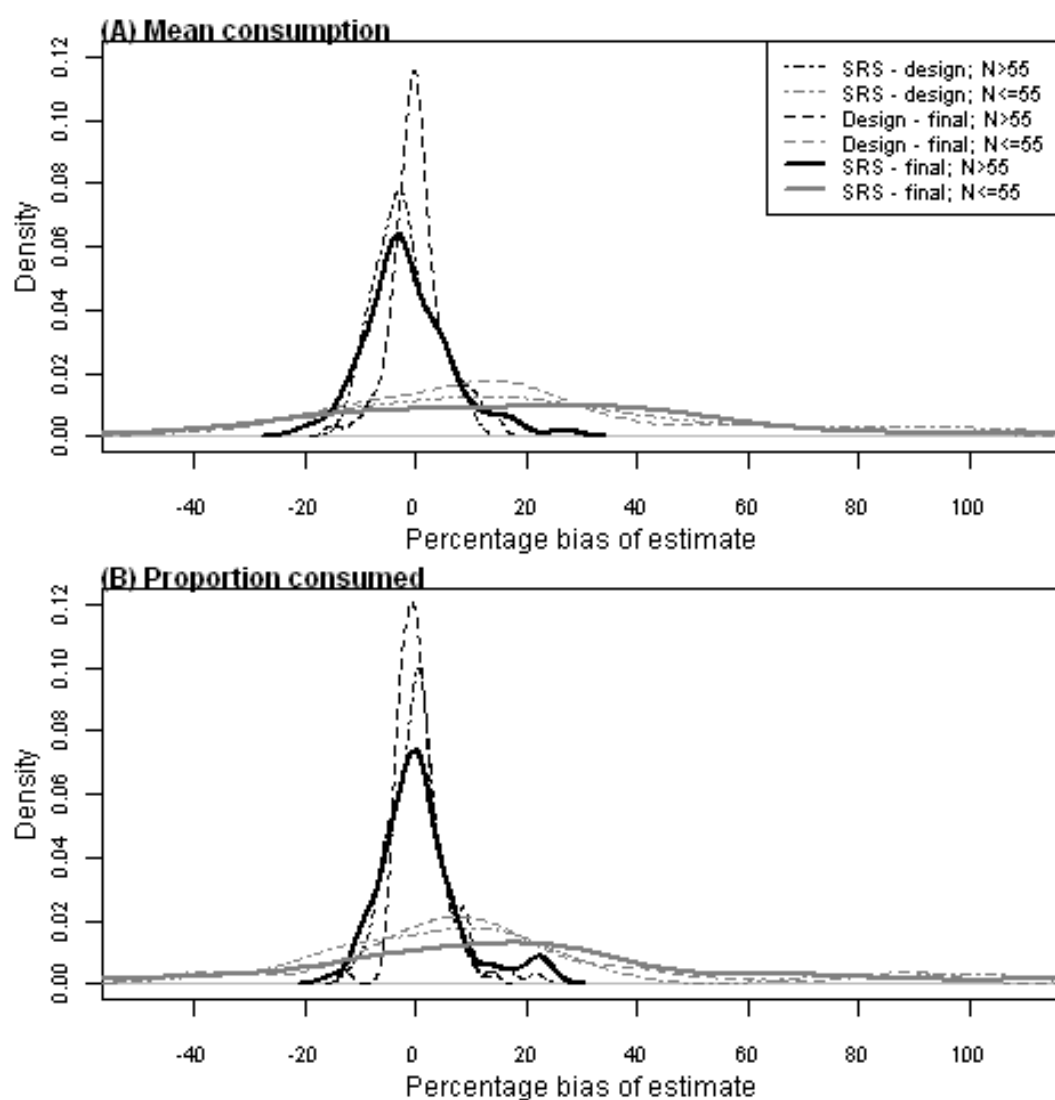 (A) Mean consumption
Density
0.00 0.02 0.04 0.06 0.08 0.10 0.12
SRS - design; N>55
SRS - design; N<=55
Design - final; N>55
Design - final; N<=55
SRS - final; N>55
SRS - final; N<=55
-40 -20 0 20 40 60 80 100
Percentage bias of estimate
(B) Proportion consumed
Density
0.00 0.02 0.04 0.06 0.08 0.10 0.12
-40 -20 0 20 40 60 80 100
Percentage bias of estimate